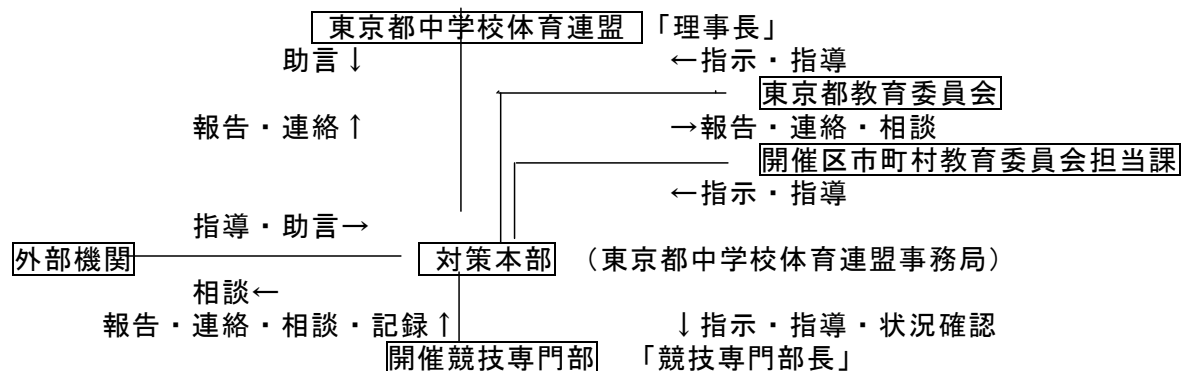 東京都中学校体育連盟 「理事長」
助言↓ ←指示・指導
東京都教育委員会
報告・連絡↑ →報告・連絡・相談
開催区市町村教育委員会担当課
←指示・指導
指導・助言→
外部機関 対策本部 （東京都中学校体育連盟事務局）
相談←
報告・連絡・相談・記録↑ ↓指示・指導・状況確認
開催競技専門部 「競技専門部長」